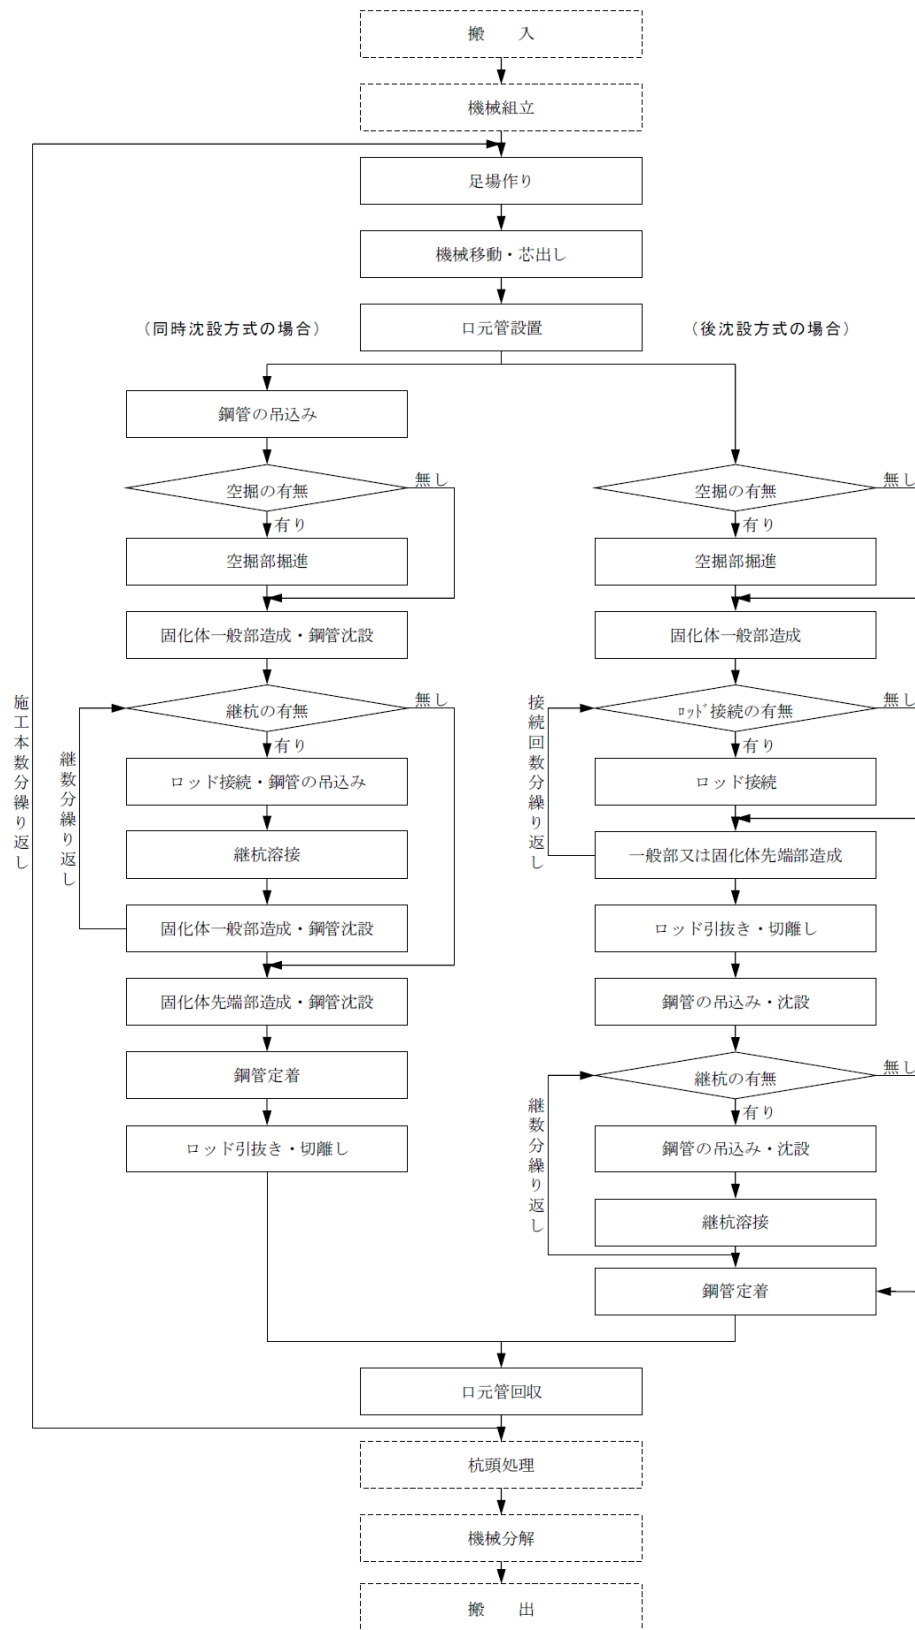 搬　　入
機械組立
足場作り
機械移動・芯出し
口元管設置
（同時沈設方式の場合）
鋼管の吊込み
空掘の有無
無し
有り
空掘部掘進
固化体一般部造成・鋼管沈設
継杭の有無
無し
有り
ロッド接続・鋼管の吊込み
継杭溶接
固化体一般部造成・鋼管沈設
継数分繰り返し
固化体先端部造成・鋼管沈設
鋼管定着
ロッド引抜き・切離し
（後沈設方式の場合）
空掘の有無
無し
有り
空掘部掘進
固化体一般部造成
ﾛｯﾄﾞ接続の有無
無し
有り
ロッド接続
一般部又は固化体先端部造成
接続回数分繰り返し
ロッド引抜き・切離し
鋼管の吊込み・沈設
継杭の有無
無し
有り
鋼管の吊込み・沈設
継杭溶接
継数分繰り返し
鋼管定着
口元管回収
施工本数分繰り返し
杭頭処理
機械分解
搬　　出